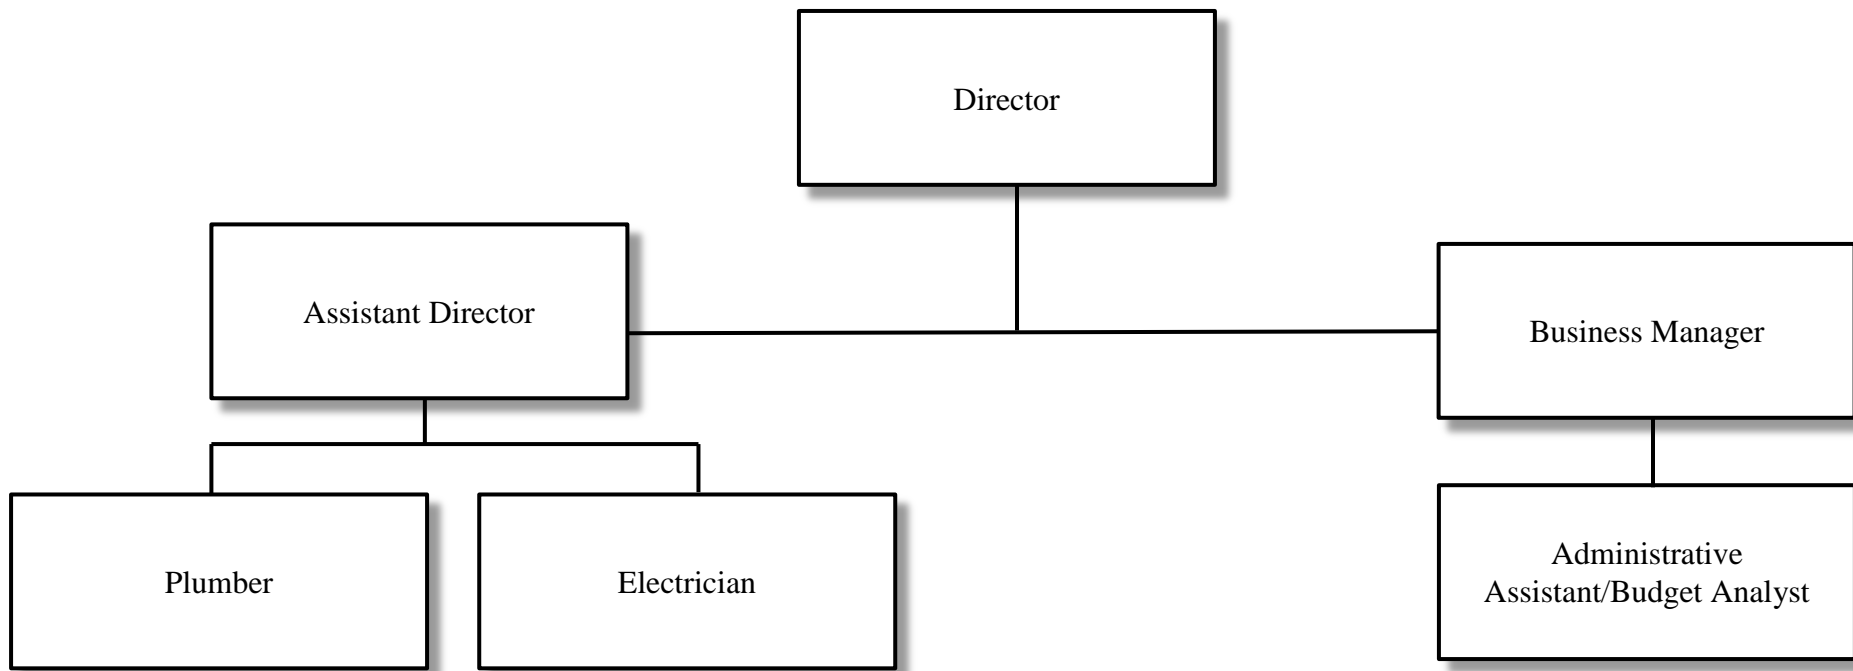 Director
Assistant Director
Business Manager
Plumber
Electrician
Administrative
Assistant/Budget Analyst